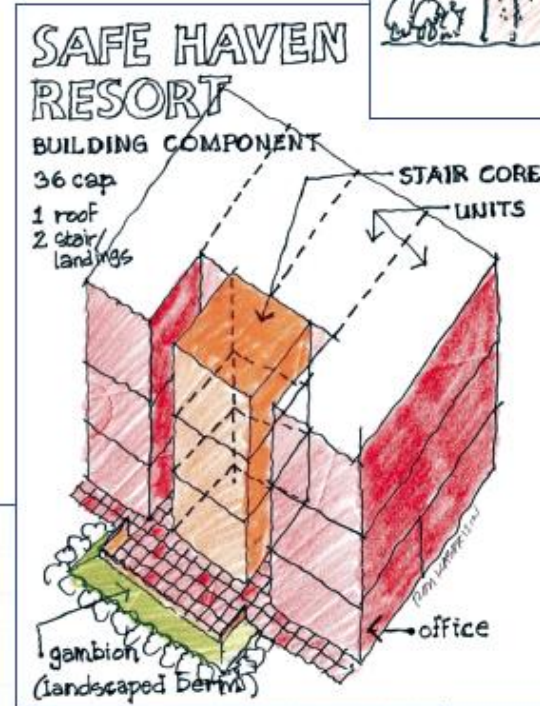 SAFE HAVEN
RESORT
BUILDING COMPONENT
36 cap
1 roof
2 stair/
landings
STAIR CORE
UNITS
office
gambion
(landscaped berm)